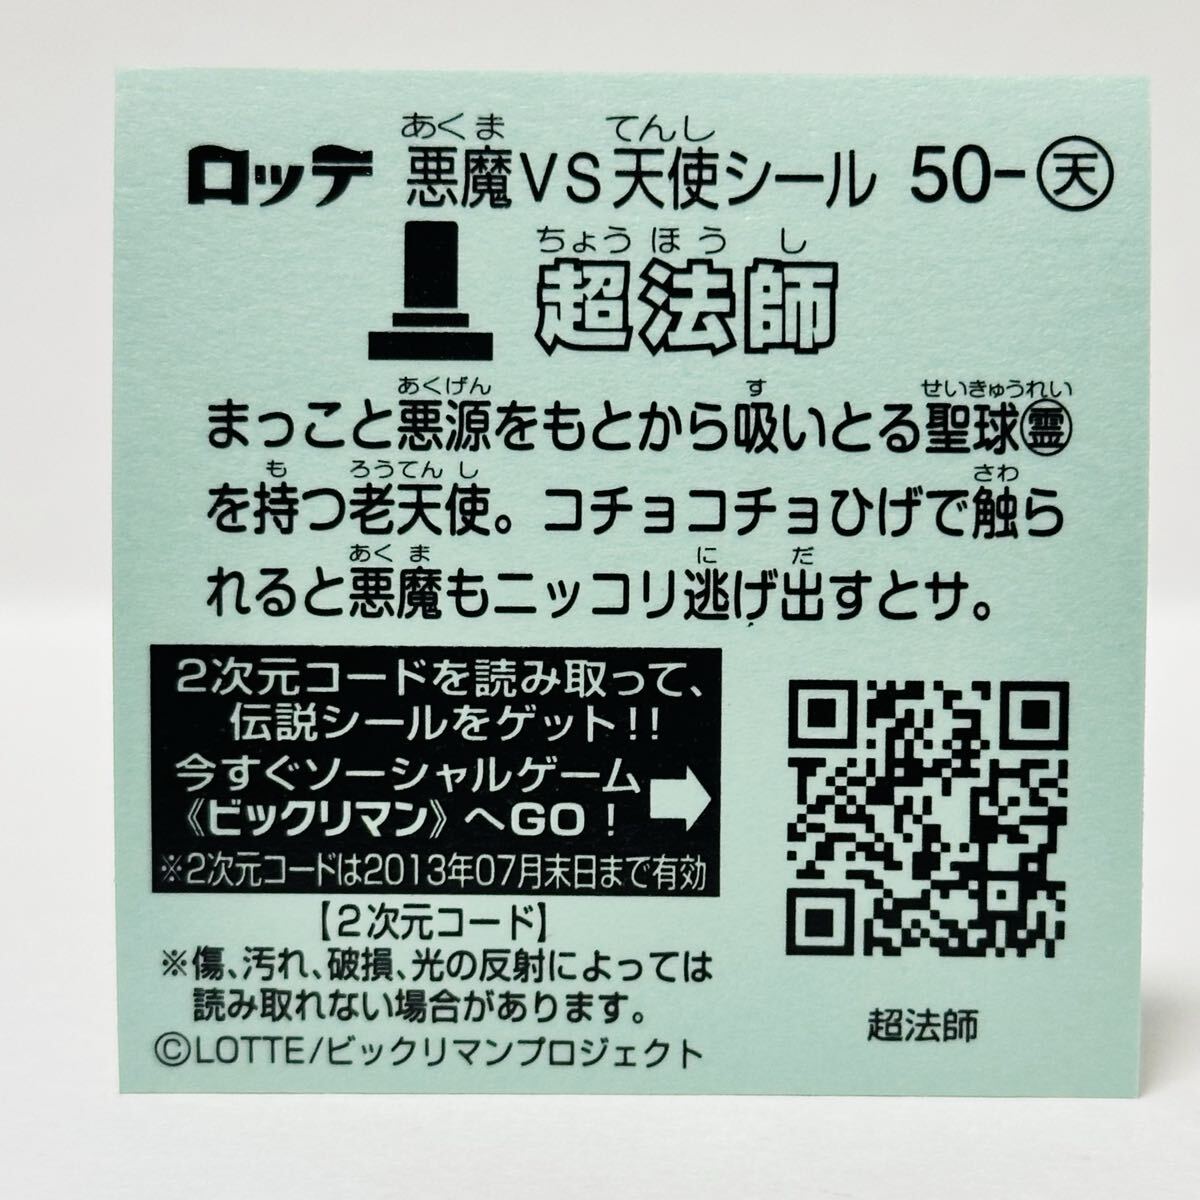 ロッテ 悪魔VS天使シール 50-天
あくま てんし
ちょうほうし
超法師
あくげん す せいきゅうれい
まっこと悪源をもとから吸いとる聖球霊
も ろうてんし さわ
を持つ老天使。コチョコチョひげで触ら
あくま に だ
れると悪魔もニッコリ逃げ出すとサ。
2次元コードを読み取って、
伝説シールをゲット!!
今すぐソーシャルゲーム
《ビックリマン》へGO!
※2次元コードは2013年07月末日まで有効
【2次元コード】
※傷、汚れ、破損、光の反射によっては
読み取れない場合があります。
©LOTTE/ビックリマンプロジェクト
超法師